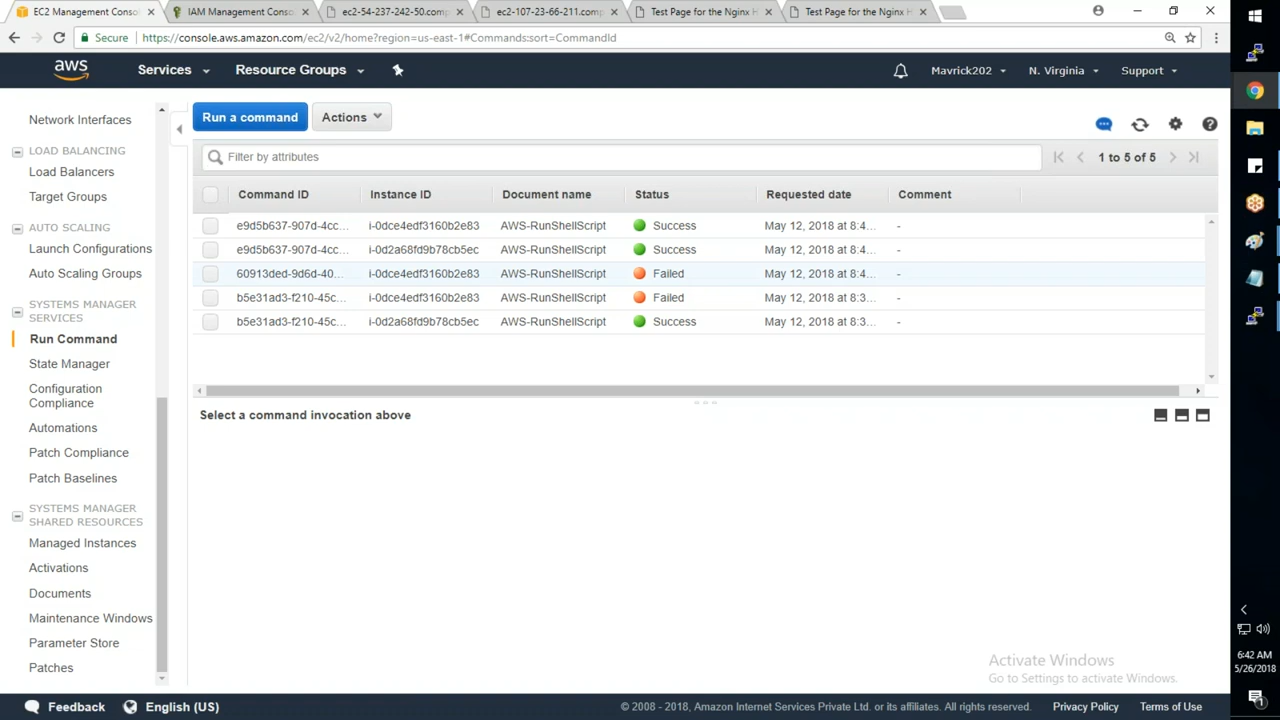 EC2 Management Conso
IAM Management Conso
ec2-54-237-242-50.comp
ec2-107-23-66-211.comp
Test Page for the Nginx H
Test Page for the Nginx H
Secure
https://console.aws.amazon.com/ec2/v2/home?region=us-east-1#Commands:sort=CommandId
aws
Services
Resource Groups
Mavrick202
N. Virginia
Support
Network Interfaces
LOAD BALANCING
Load Balancers
Target Groups
AUTO SCALING
Launch Configurations
Auto Scaling Groups
SYSTEMS MANAGER
SERVICES
Run Command
State Manager
Configuration
Compliance
Automations
Patch Compliance
Patch Baselines
SYSTEMS MANAGER
SHARED RESOURCES
Managed Instances
Activations
Documents
Maintenance Windows
Parameter Store
Patches
Run a command
Actions
Filter by attributes
1 to 5 of 5
Command ID Instance ID Document name Status Requested date Comment
e9d5b637-907d-4cc... i-0dce4edf3160b2e83 AWS-RunShellScript Success May 12, 2018 at 8:4... -
e9d5b637-907d-4cc... i-0d2a68fd9b78cb5ec AWS-RunShellScript Success May 12, 2018 at 8:4... -
60913ded-9d6d-40... i-0dce4edf3160b2e83 AWS-RunShellScript Failed May 12, 2018 at 8:4... -
b5e31ad3-f210-45c... i-0dce4edf3160b2e83 AWS-RunShellScript Failed May 12, 2018 at 8:3... -
b5e31ad3-f210-45c... i-0d2a68fd9b78cb5ec AWS-RunShellScript Success May 12, 2018 at 8:3... -
Select a command invocation above
Activate Windows
Go to Settings to activate Windows.
6:42 AM
5/26/2018
Feedback
English (US)
© 2008 - 2018, Amazon Internet Services Private Ltd. or its affiliates. All rights reserved.
Privacy Policy
Terms of Use